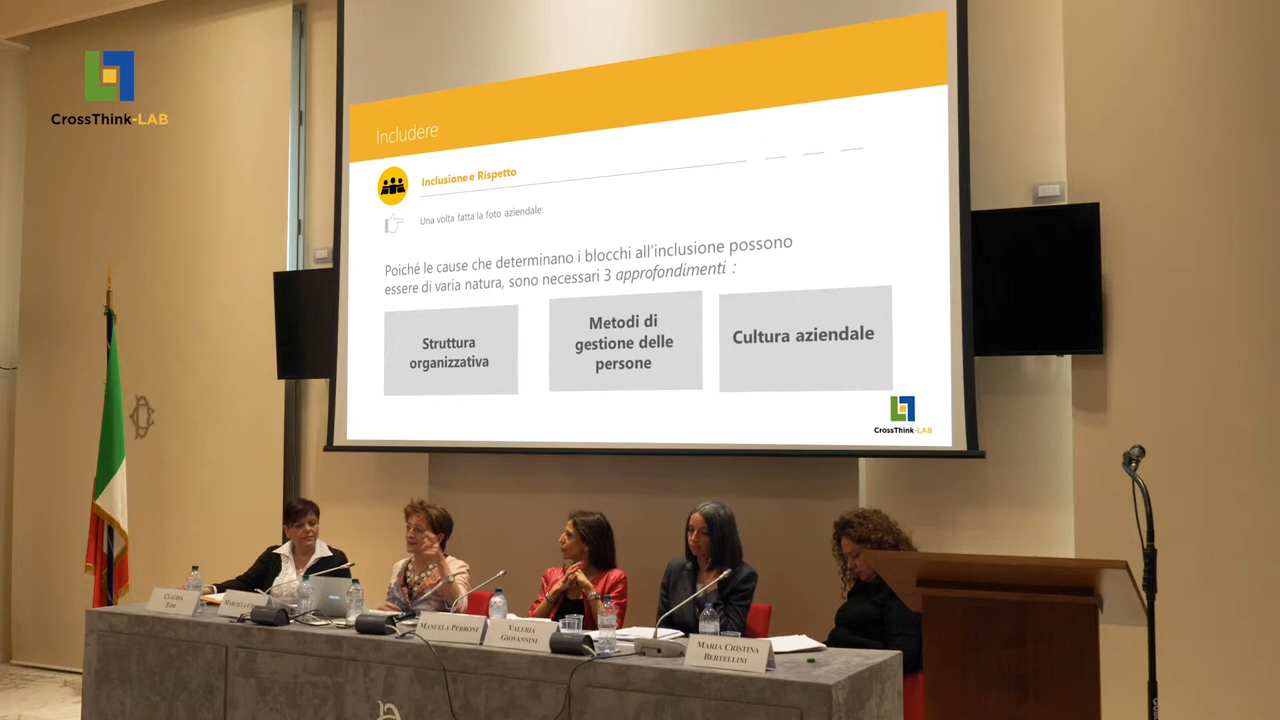 CrossThink-LAB
Includere
Inclusione e Rispetto
Una volta fatta la foto aziendale:
Poiché le cause che determinano i blocchi all'inclusione possono
essere di varia natura, sono necessari 3 approfondimenti :
Struttura
organizzativa
Metodi di
gestione delle
persone
Cultura aziendale
CrossThink-LAB
CLAUDIA
MARCELLA
MANUELA PERRONE
VALERIA
GIOVANNINI
MARIA CRISTINA
BERTELLINI